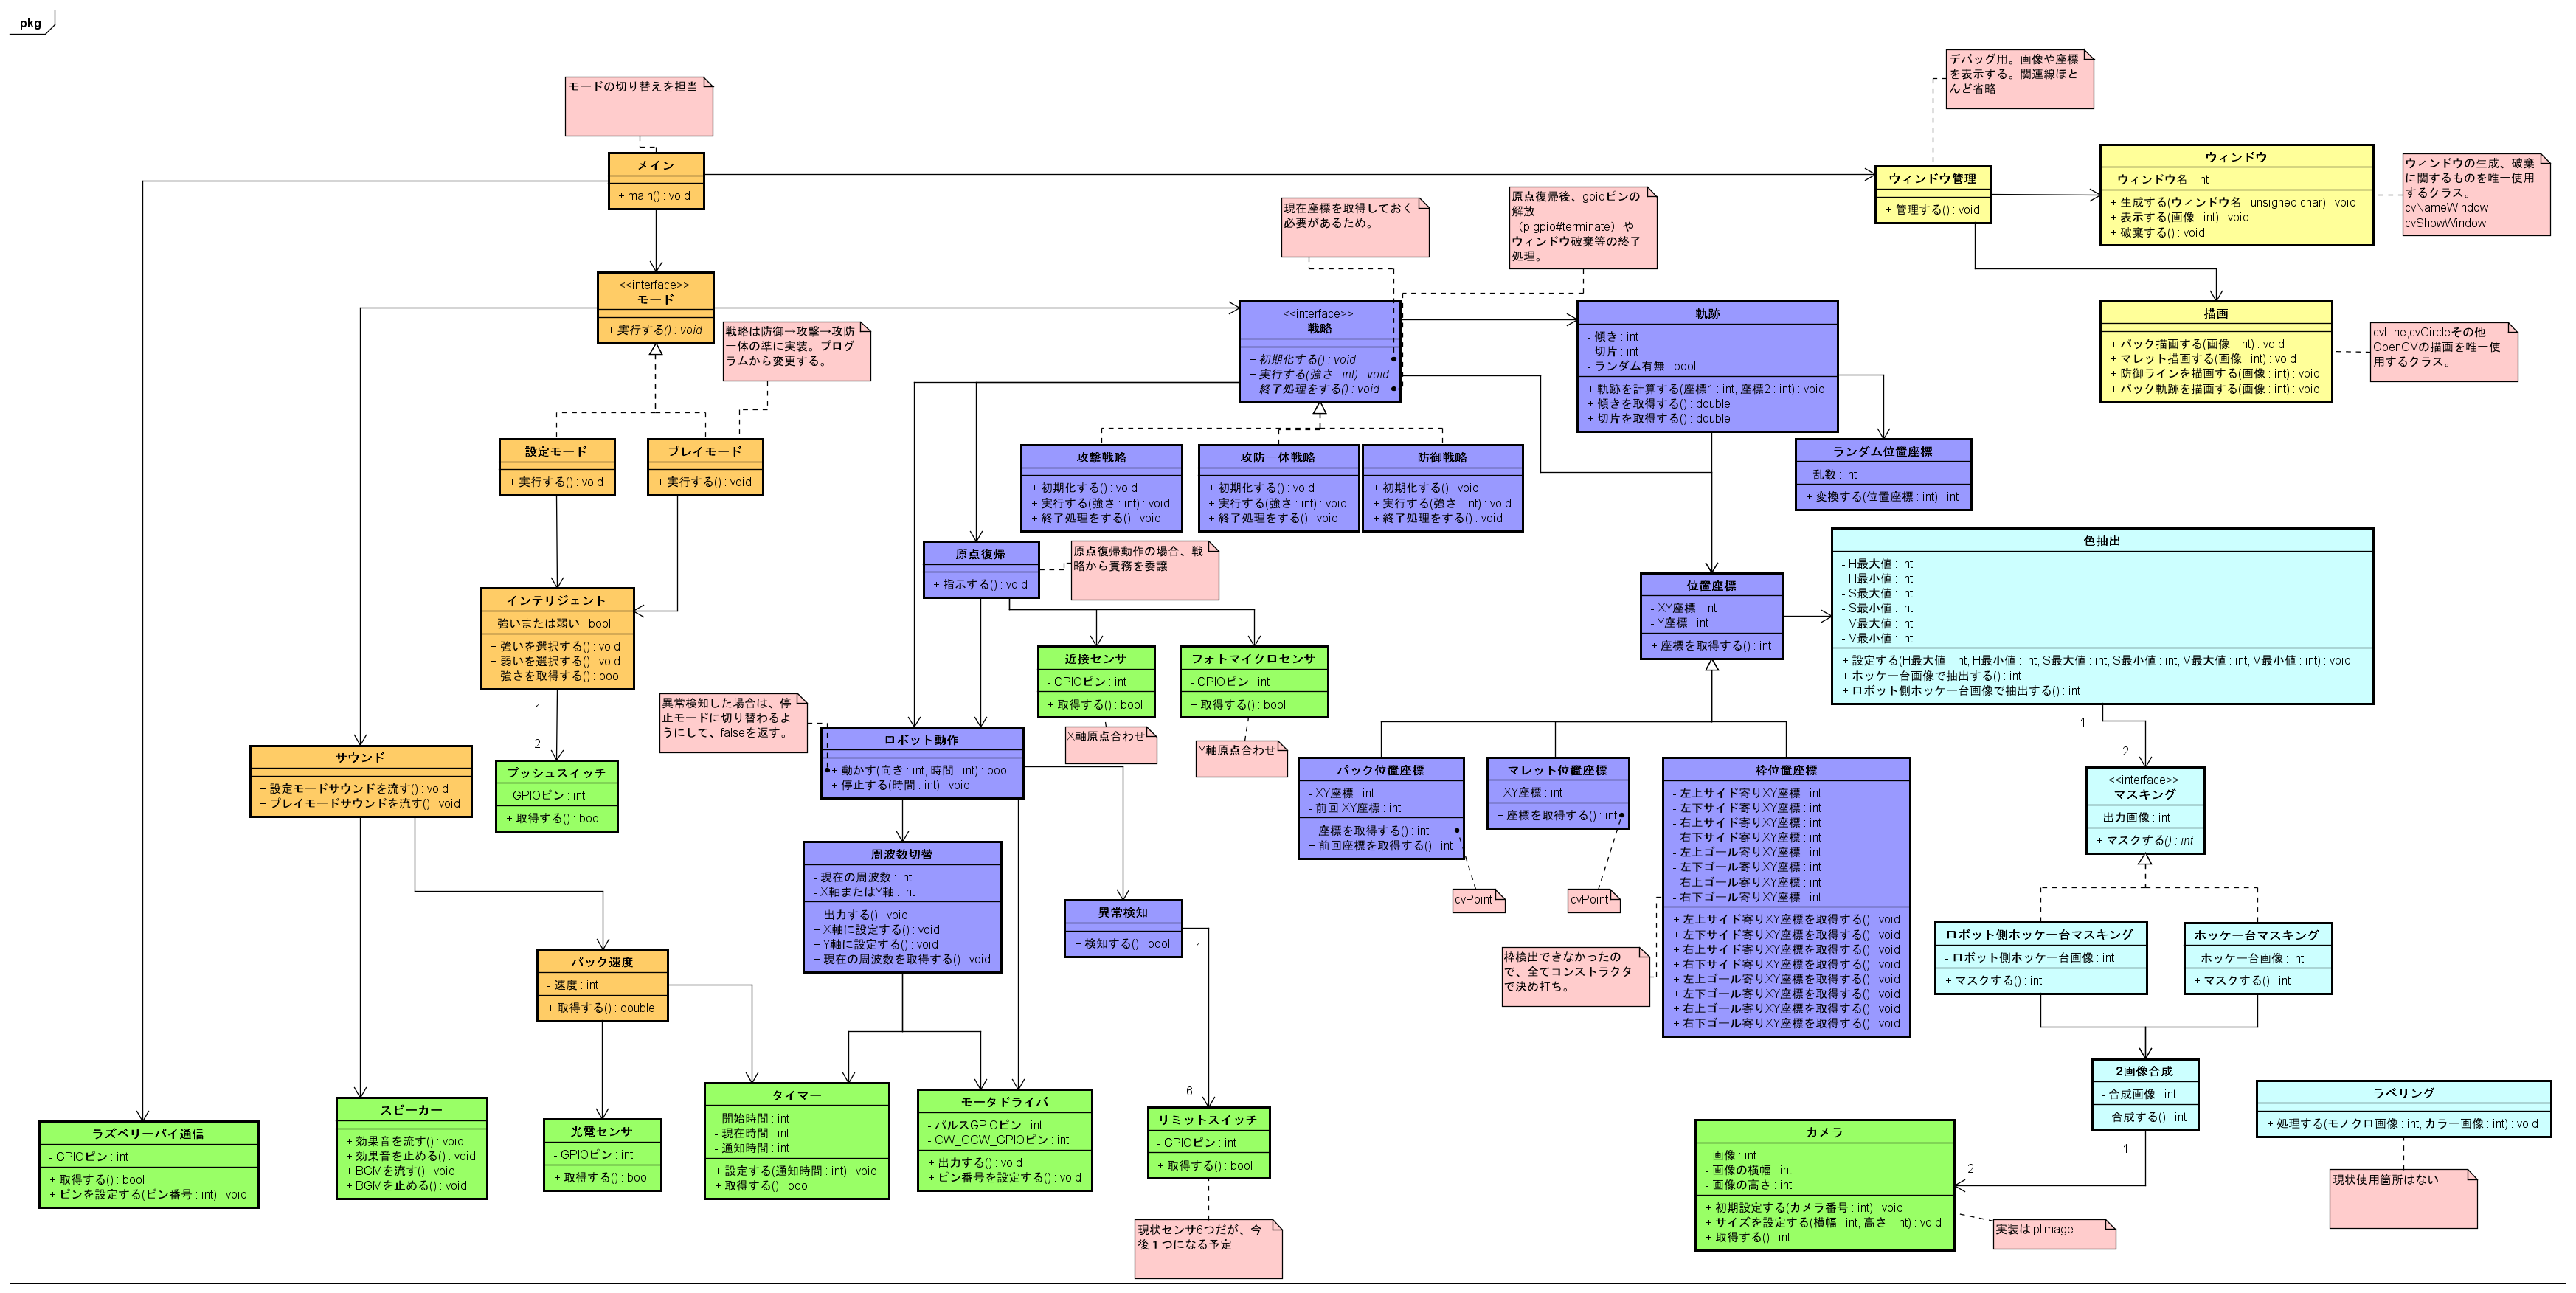 pkg
モードの切り替えを担当
メイン
+ main() : void
デバッグ用。画像や座標
を表示する。関連線ほと
んど省略
ウィンドウ管理
+ 管理する() : void
ウィンドウ
- ウィンドウ名 : int
+ 生成する(ウィンドウ名 : unsigned char) : void
+ 表示する(画像 : int) : void
+ 破棄する() : void
ウィンドウの生成、破棄
に関するものを唯一使用
するクラス。
cvNameWindow,
cvShowWindow
現在座標を取得しておく
必要があるため。
原点復帰後、gpioピンの
解放
（pigpio#terminate）や
ウィンドウ破棄等の終了
処理。
<<interface>>
モード
+ 実行する() : void
戦略は防御→攻撃→攻防
一体の準に実装。プログ
ラムから変更する。
<<interface>>
戦略
+ 初期化する() : void
+ 実行する(強さ : int) : void
+ 終了処理をする() : void
軌跡
- 傾き : int
- 切片 : int
- ランダム有無 : bool
+ 軌跡を計算する(座標1 : int, 座標2 : int) : void
+ 傾きを取得する() : double
+ 切片を取得する() : double
描画
+ パック描画する(画像 : int) : void
+ マレット描画する(画像 : int) : void
+ 防御ラインを描画する(画像 : int) : void
+ パック軌跡を描画する(画像 : int) : void
cvLine,cvCircleその他
OpenCVの描画を唯一使
用するクラス。
設定モード
+ 実行する() : void
プレイモード
+ 実行する() : void
攻撃戦略
+ 初期化する() : void
+ 実行する(強さ : int) : void
+ 終了処理をする() : void
攻防一体戦略
+ 初期化する() : void
+ 実行する(強さ : int) : void
+ 終了処理をする() : void
防御戦略
+ 初期化する() : void
+ 実行する(強さ : int) : void
+ 終了処理をする() : void
ランダム位置座標
- 乱数 : int
+ 変換する(位置座標 : int) : int
原点復帰
+ 指示する() : void
原点復帰動作の場合、戦
略から責務を委譲
位置座標
- XY座標 : int
- Y座標 : int
+ 座標を取得する() : int
色抽出
- H最大値 : int
- H最小値 : int
- S最大値 : int
- S最小値 : int
- V最大値 : int
- V最小値 : int
+ 設定する(H最大値 : int, H最小値 : int, S最大値 : int, S最小値 : int, V最大値 : int, V最小値 : int) : void
+ ホッケー台画像で抽出する() : int
+ ロボット側ホッケー台画像で抽出する() : int
インテリジェント
- 強いまたは弱い : bool
+ 強いを選択する() : void
+ 弱いを選択する() : void
+ 強さを取得する() : bool
1
2
近接センサ
- GPIOピン : int
+ 取得する() : bool
X軸原点合わせ
フォトマイクロセンサ
- GPIOピン : int
+ 取得する() : bool
Y軸原点合わせ
異常検知した場合は、停
止モードに切り替わるよ
うにして、falseを返す。
ロボット動作
+ 動かす(向き : int, 時間 : int) : bool
+ 停止する(時間 : int) : void
サウンド
+ 設定モードサウンドを流す() : void
+ プレイモードサウンドを流す() : void
プッシュスイッチ
- GPIOピン : int
+ 取得する() : bool
パック位置座標
- XY座標 : int
- 前回 XY座標 : int
+ 座標を取得する() : int
+ 前回座標を取得する() : int
cvPoint
マレット位置座標
- XY座標 : int
+ 座標を取得する() : int
cvPoint
枠位置座標
- 左上サイド寄りXY座標 : int
- 左下サイド寄りXY座標 : int
- 右上サイド寄りXY座標 : int
- 右下サイド寄りXY座標 : int
- 左上ゴール寄りXY座標 : int
- 左下ゴール寄りXY座標 : int
- 右上ゴール寄りXY座標 : int
- 右下ゴール寄りXY座標 : int
+ 左上サイド寄りXY座標を取得する() : void
+ 左下サイド寄りXY座標を取得する() : void
+ 右上サイド寄りXY座標を取得する() : void
+ 右下サイド寄りXY座標を取得する() : void
+ 左上ゴール寄りXY座標を取得する() : void
+ 左下ゴール寄りXY座標を取得する() : void
+ 右上ゴール寄りXY座標を取得する() : void
+ 右下ゴール寄りXY座標を取得する() : void
枠検出できなかったの
で、全てコンストラクタ
で決め打ち。
1
2
<<interface>>
マスキング
- 出力画像 : int
+ マスクする() : int
周波数切替
- 現在の周波数 : int
- X軸またはY軸 : int
+ 出力する() : void
+ X軸に設定する() : void
+ Y軸に設定する() : void
+ 現在の周波数を取得する() : void
異常検知
+ 検知する() : bool
1
6
ロボット側ホッケー台マスキング
- ロボット側ホッケー台画像 : int
+ マスクする() : int
ホッケー台マスキング
- ホッケー台画像 : int
+ マスクする() : int
パック速度
- 速度 : int
+ 取得する() : double
2画像合成
- 合成画像 : int
+ 合成する() : int
1
2
ラベリング
+ 処理する(モノクロ画像 : int, カラー画像 : int) : void
現状使用箇所はない
ラズベリーパイ通信
- GPIOピン : int
+ 取得する() : bool
+ ピンを設定する(ピン番号 : int) : void
スピーカー
+ 効果音を流す() : void
+ 効果音を止める() : void
+ BGMを流す() : void
+ BGMを止める() : void
光電センサ
- GPIOピン : int
+ 取得する() : bool
タイマー
- 開始時間 : int
- 現在時間 : int
- 通知時間 : int
+ 設定する(通知時間 : int) : void
+ 取得する() : bool
モータドライバ
- パルスGPIOピン : int
- CW_CCW_GPIOピン : int
+ 出力する() : void
+ ピン番号を設定する() : void
リミットスイッチ
- GPIOピン : int
+ 取得する() : bool
現状センサ6つだが、今
後１つになる予定
カメラ
- 画像 : int
- 画像の横幅 : int
- 画像の高さ : int
+ 初期設定する(カメラ番号 : int) : void
+ サイズを設定する(横幅 : int, 高さ : int) : void
+ 取得する() : int
実装はIplImage